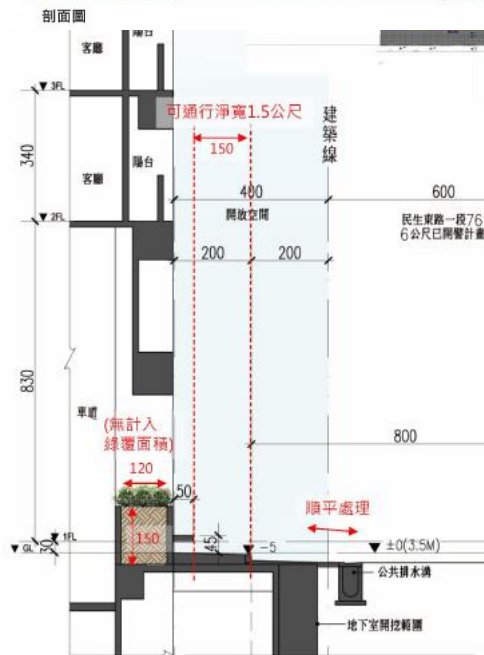 剖面圖
陽台
客廳
3FL
可通行淨寬1.5公尺
建築線
150
340
陽台
客廳
400
600
開放空間
2FL
民生東路一段76
6公尺已開闢計畫
200
200
830
車道
(無計入
綠覆面積)
800
120
50
順平處理
150
1FL
45
-5
±0(3.5M)
GL
30
公共排水溝
地下室開挖範圍